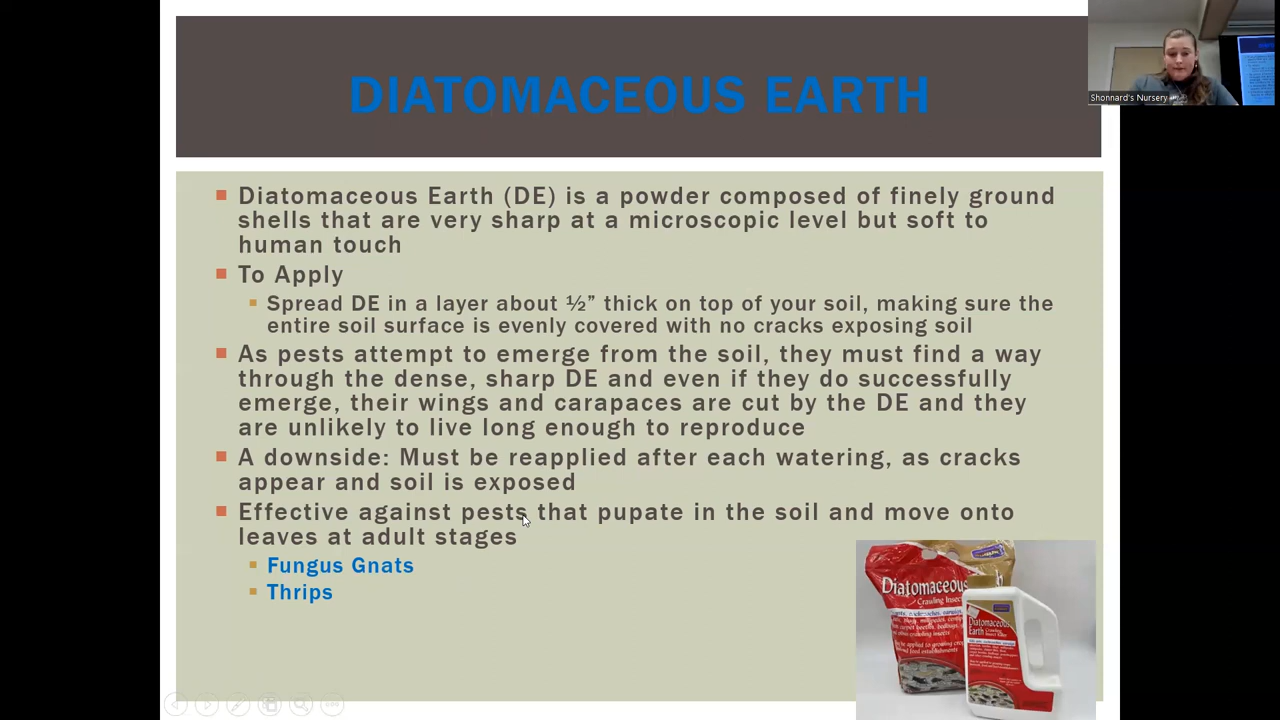 DIATOMACEOUS EARTH
Shonnard's Nursery
Diatomaceous Earth (DE) is a powder composed of finely ground
shells that are very sharp at a microscopic level but soft to
human touch
To Apply
Spread DE in a layer about ½” thick on top of your soil, making sure the
entire soil surface is evenly covered with no cracks exposing soil
As pests attempt to emerge from the soil, they must find a way
through the dense, sharp DE and even if they do successfully
emerge, their wings and carapaces are cut by the DE and they
are unlikely to live long enough to reproduce
A downside: Must be reapplied after each watering, as cracks
appear and soil is exposed
Effective against pests that pupate in the soil and move onto
leaves at adult stages
Fungus Gnats
Thrips
Diatomaceous
Crawling Insect
Diatomaceous
Earth Crawling
Insect Killer